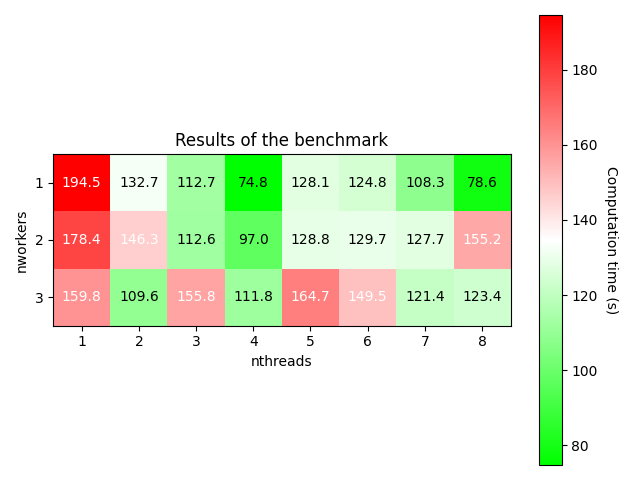 Results of the benchmark
nworkers
1 194.5 132.7 112.7 74.8 128.1 124.8 108.3 78.6
2 178.4 146.3 112.6 97.0 128.8 129.7 127.7 155.2
3 159.8 109.6 155.8 111.8 164.7 149.5 121.4 123.4
1 2 3 4 5 6 7 8
nthreads
180
160
140
120
100
80
Computation time (s)